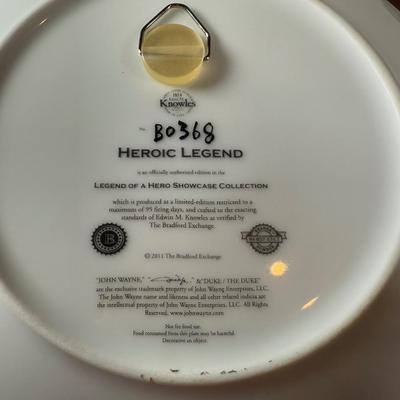 Knowles
No. B0368
HEROIC LEGEND
is an officially authorized edition in the
LEGEND OF A HERO SHOWCASE COLLECTION
which is produced as a limited-edition restricted to a
maximum of 95 firing days, and crafted to the exacting
standards of Edwin M. Knowles as verified by
The Bradford Exchange.
B
© 2011 The Bradford Exchange
"JOHN WAYNE," & "DUKE / THE DUKE"
are the exclusive trademark property of John Wayne Enterprises, LLC.
The John Wayne name and likeness and all other related indicia are
the intellectual property of John Wayne Enterprises, LLC. All Rights
Reserved. www.johnwayne.com
Not for food use.
Food consumed from this plate may be harmful.
Decorative art object.